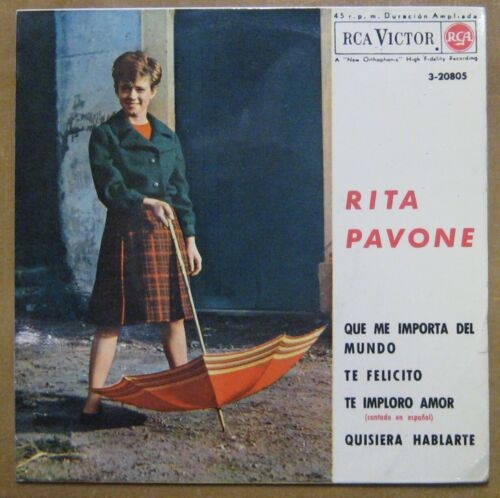 45 r.p.m. Duración Ampliada
RCA VICTOR
RCA
A "New Orthophonic" High Fidelity Recording
3-20805
RITA
PAVONE
QUE ME IMPORTA DEL
MUNDO
TE FELICITO
TE IMPLORO AMOR
(cantado en español)
QUISIERA HABLARTE